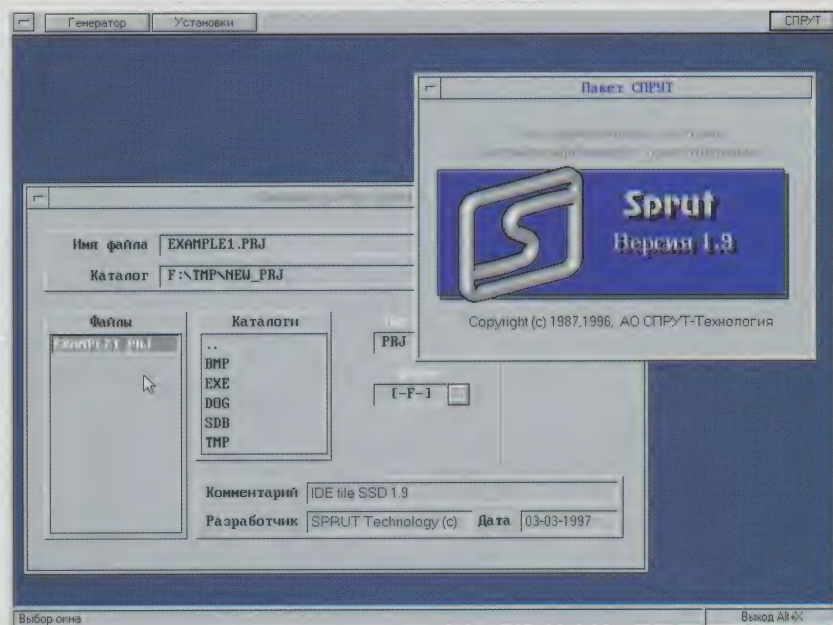 Генератор Установки СПРУТ
Пакет СПРУТ
Sprut
Версия 1.9
Copyright (c) 1987,1996, АО СПРУТ-Технология
Имя файла EXAMPLE1.PRJ
Каталог F:\TMP\NEW_PRJ
Файлы
EXAMPLE1.PRJ
Каталоги
..
BMP
EXE
DOG
SDB
TMP
PRJ
[-F-]
Комментарий IDE file SSD 1.9
Разработчик SPRUT Technology (c) Дата 03-03-1997
Выбор окна Выход Alt+X